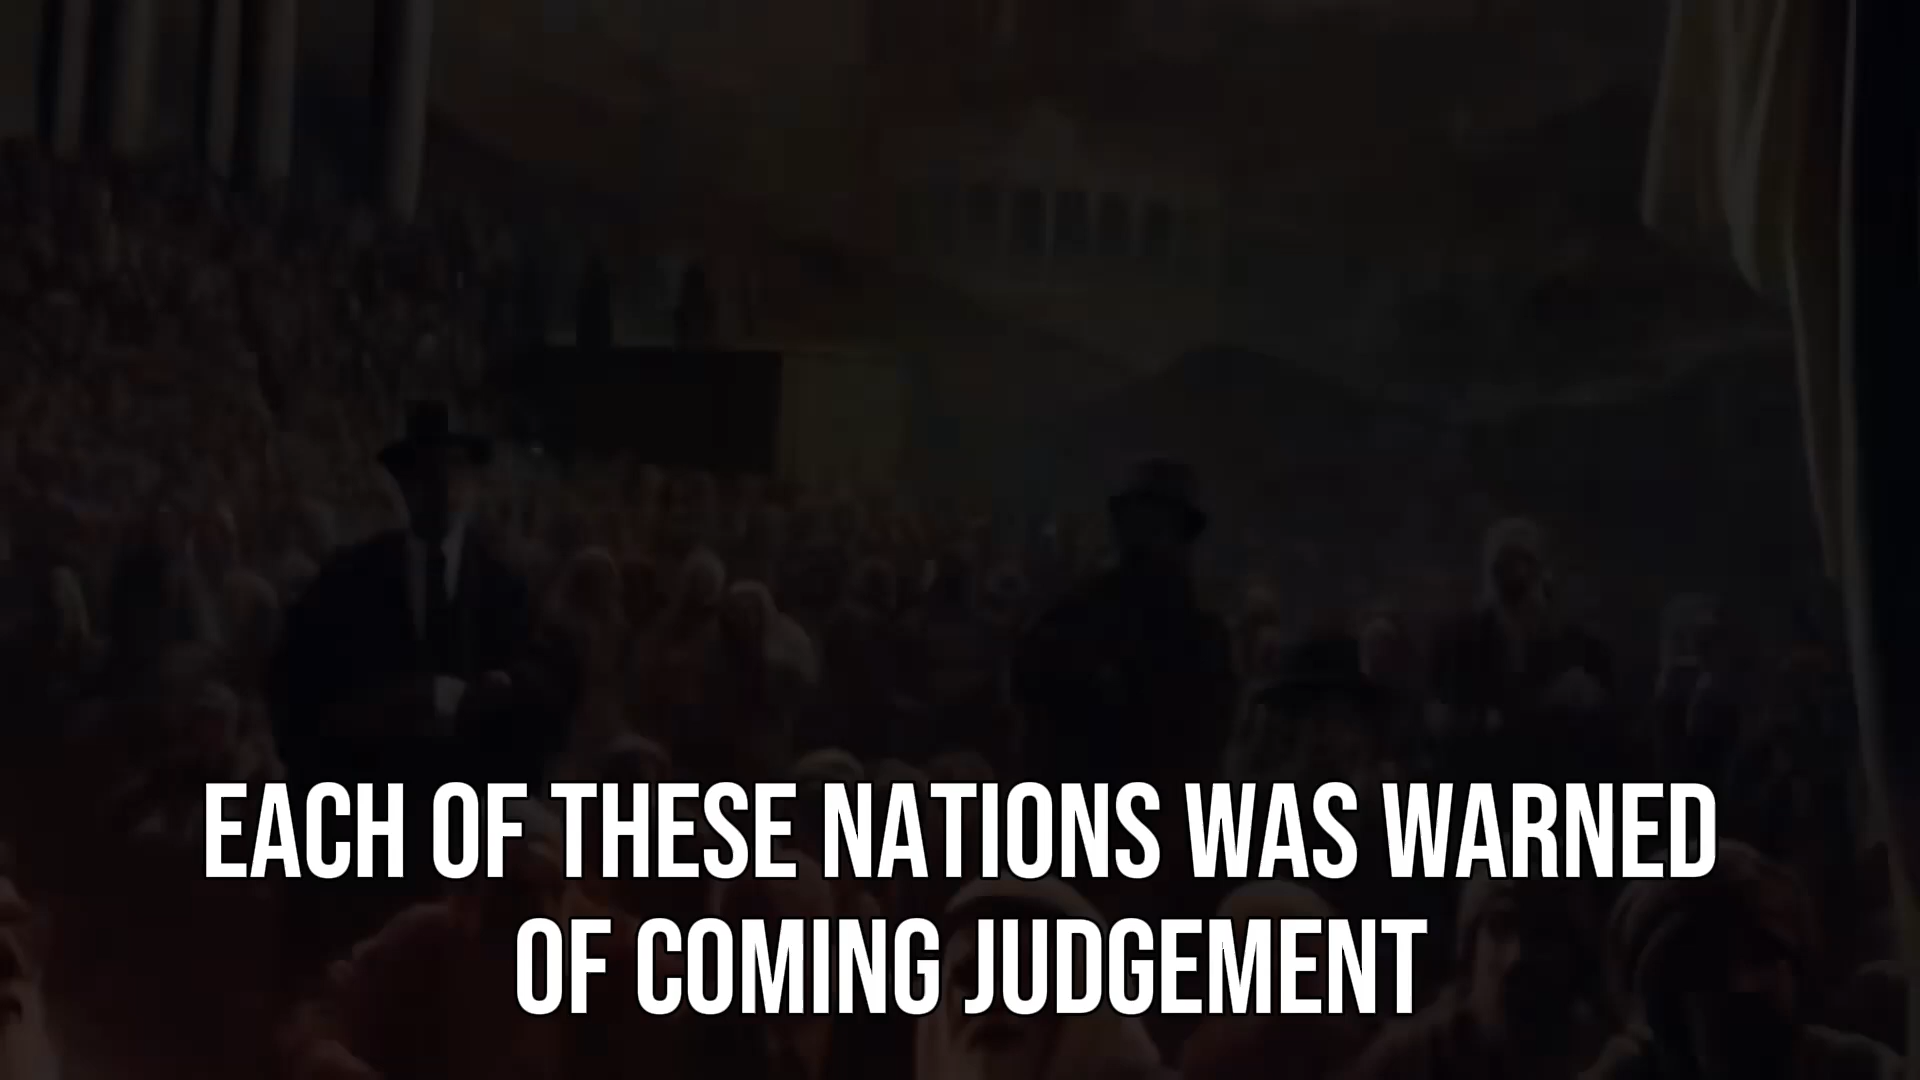 EACH OF THESE NATIONS WAS WARNED
OF COMING JUDGEMENT